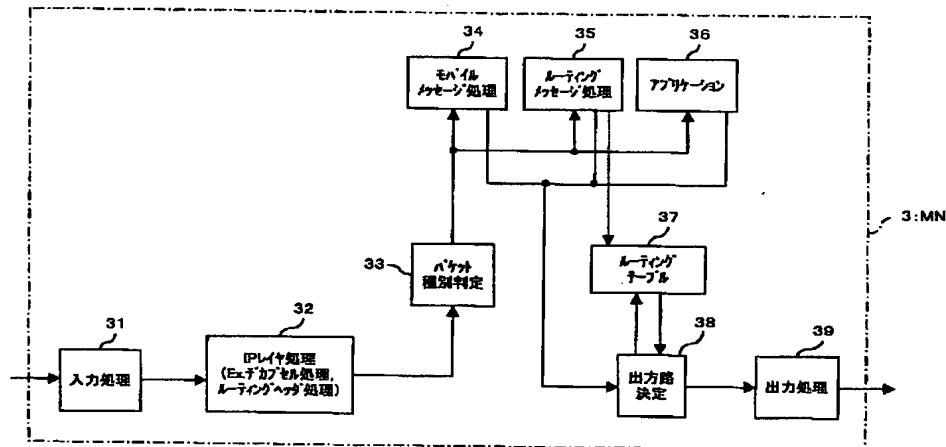 34
モバイル
メッセージ処理
35
ルーティング
メッセージ処理
36
アプリケーション
3:MN
33
パケット
種別判定
37
ルーティング
テーブル
31
入力処理
32
IPレイヤ処理
(Ex.デカプセル処理,
ルーティングヘッダ処理)
38
出方路
決定
39
出力処理